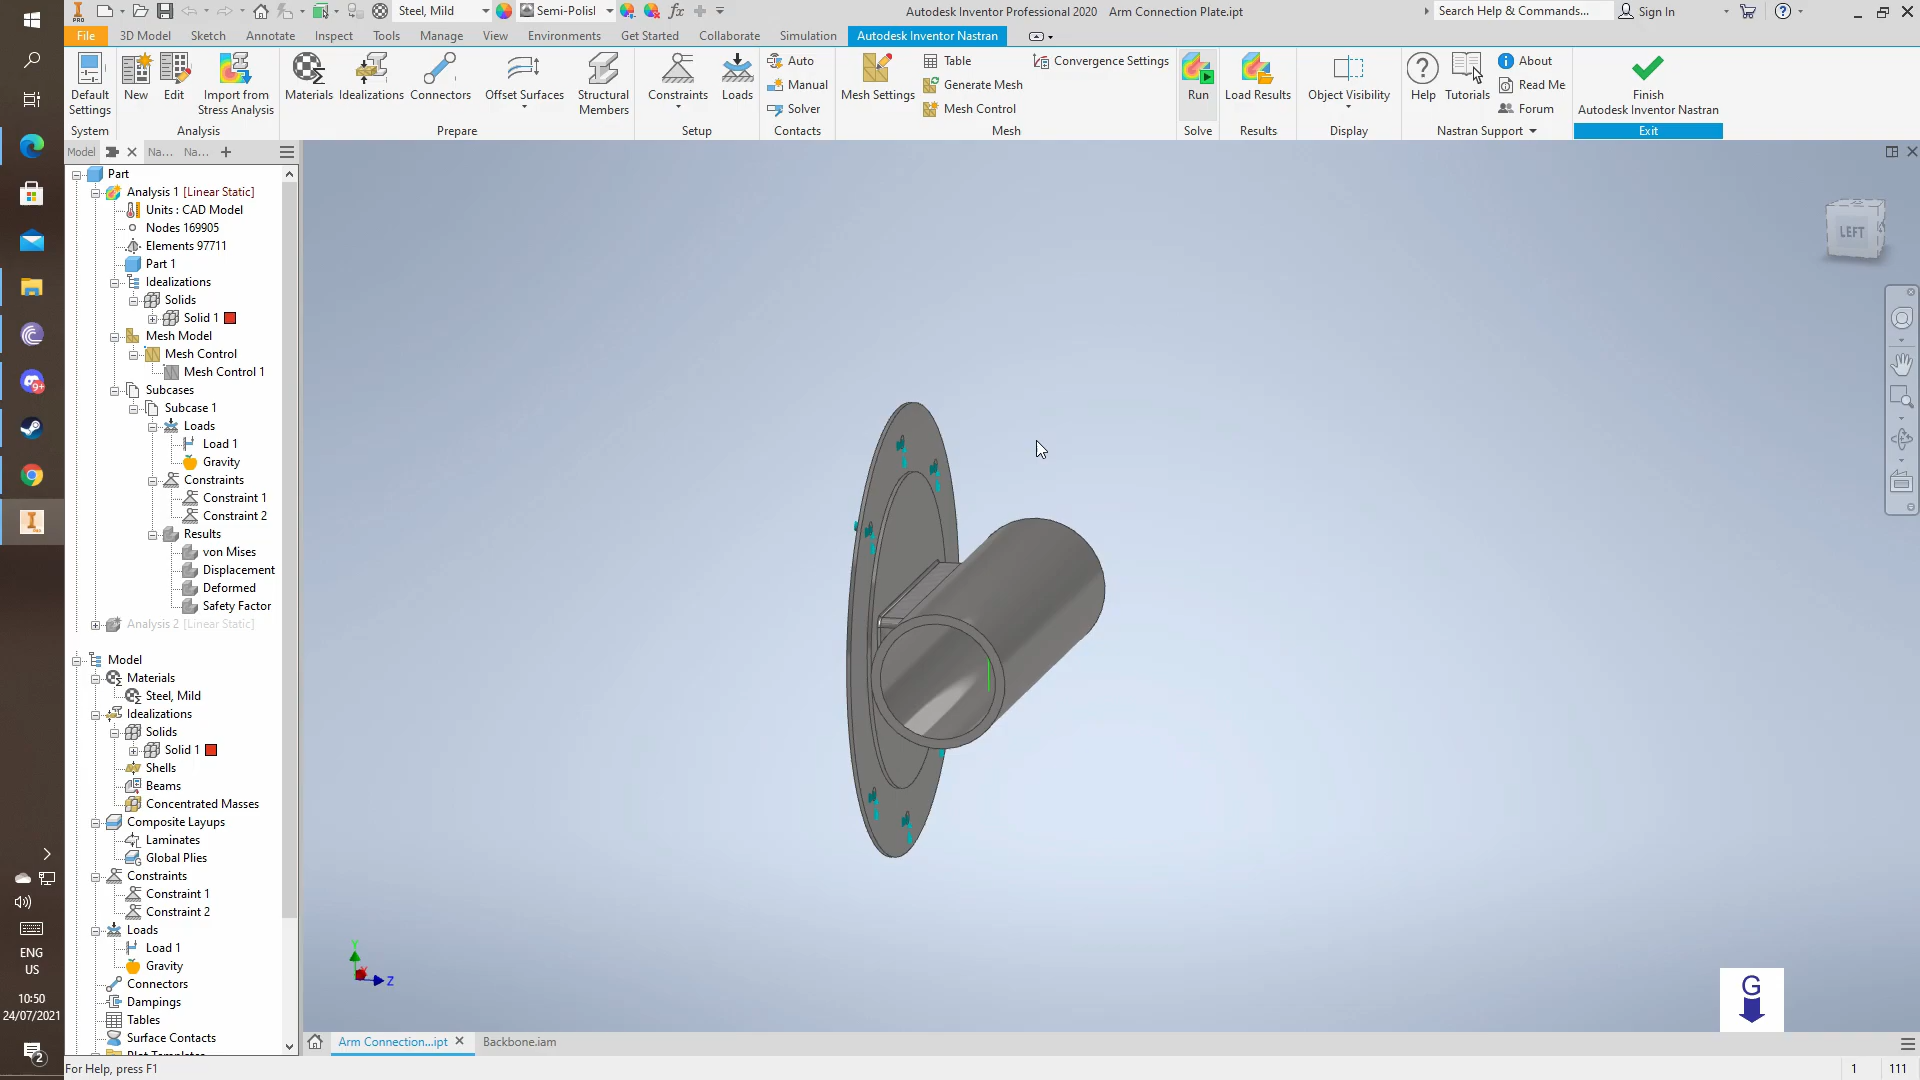 Steel, Mild
Semi-Polisl
Autodesk Inventor Professional 2020 Arm Connection Plate.ipt
Search Help & Commands...
Sign In
File
3D Model
Sketch
Annotate
Inspect
Tools
Manage
View
Environments
Get Started
Collaborate
Simulation
Autodesk Inventor Nastran
Default Settings
System
New
Edit
Import from Stress Analysis
Analysis
Materials
Idealizations
Connectors
Offset Surfaces
Structural Members
Prepare
Constraints
Loads
Setup
Auto
Manual
Solver
Contacts
Mesh Settings
Table
Generate Mesh
Mesh Control
Convergence Settings
Mesh
Run
Solve
Load Results
Results
Object Visibility
Display
Help
Tutorials
About
Read Me
Forum
Nastran Support
Finish
Autodesk Inventor Nastran
Exit
Model
Na...
Na...
Part
Analysis 1 [Linear Static]
Units : CAD Model
Nodes 169905
Elements 97711
Part 1
Idealizations
Solids
Solid 1
Mesh Model
Mesh Control
Mesh Control 1
Subcases
Subcase 1
Loads
Load 1
Gravity
Constraints
Constraint 1
Constraint 2
Results
von Mises
Displacement
Deformed
Safety Factor
Analysis 2 [Linear Static]
Model
Materials
Steel, Mild
Idealizations
Solids
Solid 1
Shells
Beams
Concentrated Masses
Composite Layups
Laminates
Global Plies
Constraints
Constraint 1
Constraint 2
Loads
Load 1
Gravity
Connectors
Dampings
Tables
Surface Contacts
LEFT
Y
X
Z
G
Arm Connection...ipt
Backbone.iam
For Help, press F1
1
111
9+
ENG
US
10:50
24/07/2021
2